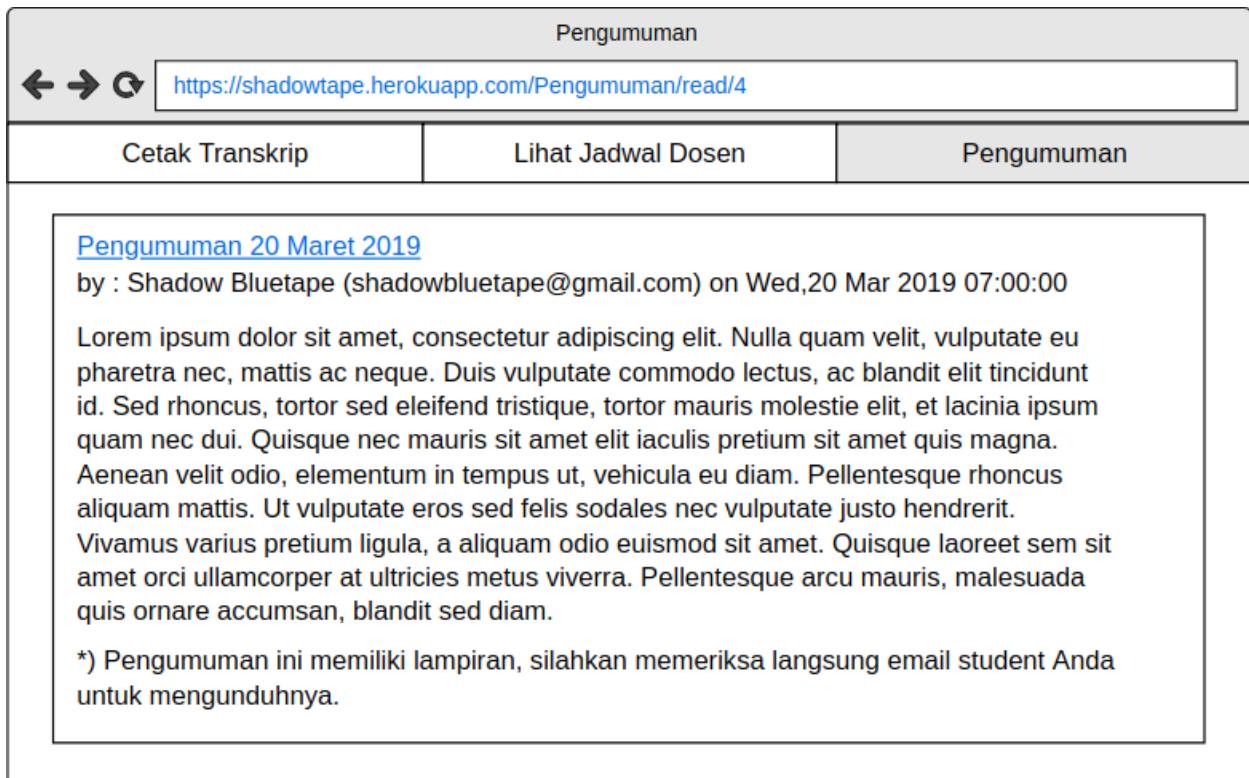 Pengumuman
https://shadowtape.herokuapp.com/Pengumuman/read/4
Cetak Transkrip
Lihat Jadwal Dosen
Pengumuman
Pengumuman 20 Maret 2019
by : Shadow Bluetape (shadowbluetape@gmail.com) on Wed,20 Mar 2019 07:00:00
Lorem ipsum dolor sit amet, consectetur adipiscing elit. Nulla quam velit, vulputate eu
pharetra nec, mattis ac neque. Duis vulputate commodo lectus, ac blandit elit tincidunt
id. Sed rhoncus, tortor sed eleifend tristique, tortor mauris molestie elit, et lacinia ipsum
quam nec dui. Quisque nec mauris sit amet elit iaculis pretium sit amet quis magna.
Aenean velit odio, elementum in tempus ut, vehicula eu diam. Pellentesque rhoncus
aliquam mattis. Ut vulputate eros sed felis sodales nec vulputate justo hendrerit.
Vivamus varius pretium ligula, a aliquam odio euismod sit amet. Quisque laoreet sem sit
amet orci ullamcorper at ultricies metus viverra. Pellentesque arcu mauris, malesuada
quis ornare accumsan, blandit sed diam.
*) Pengumuman ini memiliki lampiran, silahkan memeriksa langsung email student Anda
untuk mengunduhnya.